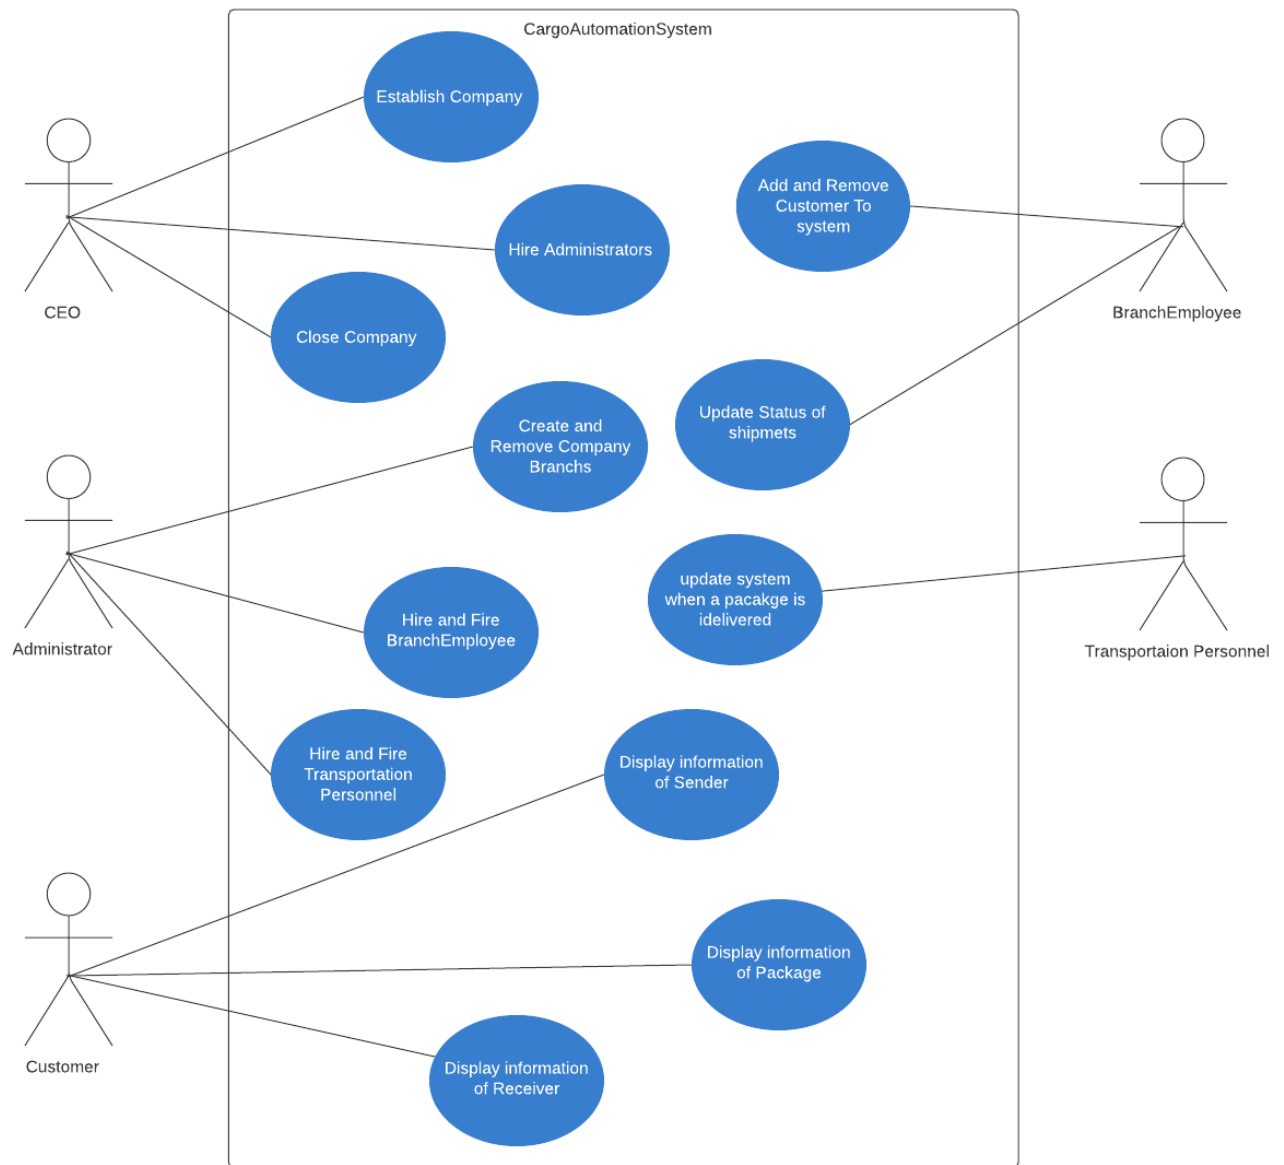 CargoAutomationSystem
Establish Company
Add and Remove
Customer To
system
Hire Administrators
CEO
BranchEmployee
Close Company
Create and
Remove Company
Branchs
Update Status of
shipmets
update system
when a pacakge is
idelivered
Hire and Fire
BranchEmployee
Administrator
Transportaion Personnel
Hire and Fire
Transportation
Personnel
Display information
of Sender
Display information
of Package
Customer
Display information
of Receiver